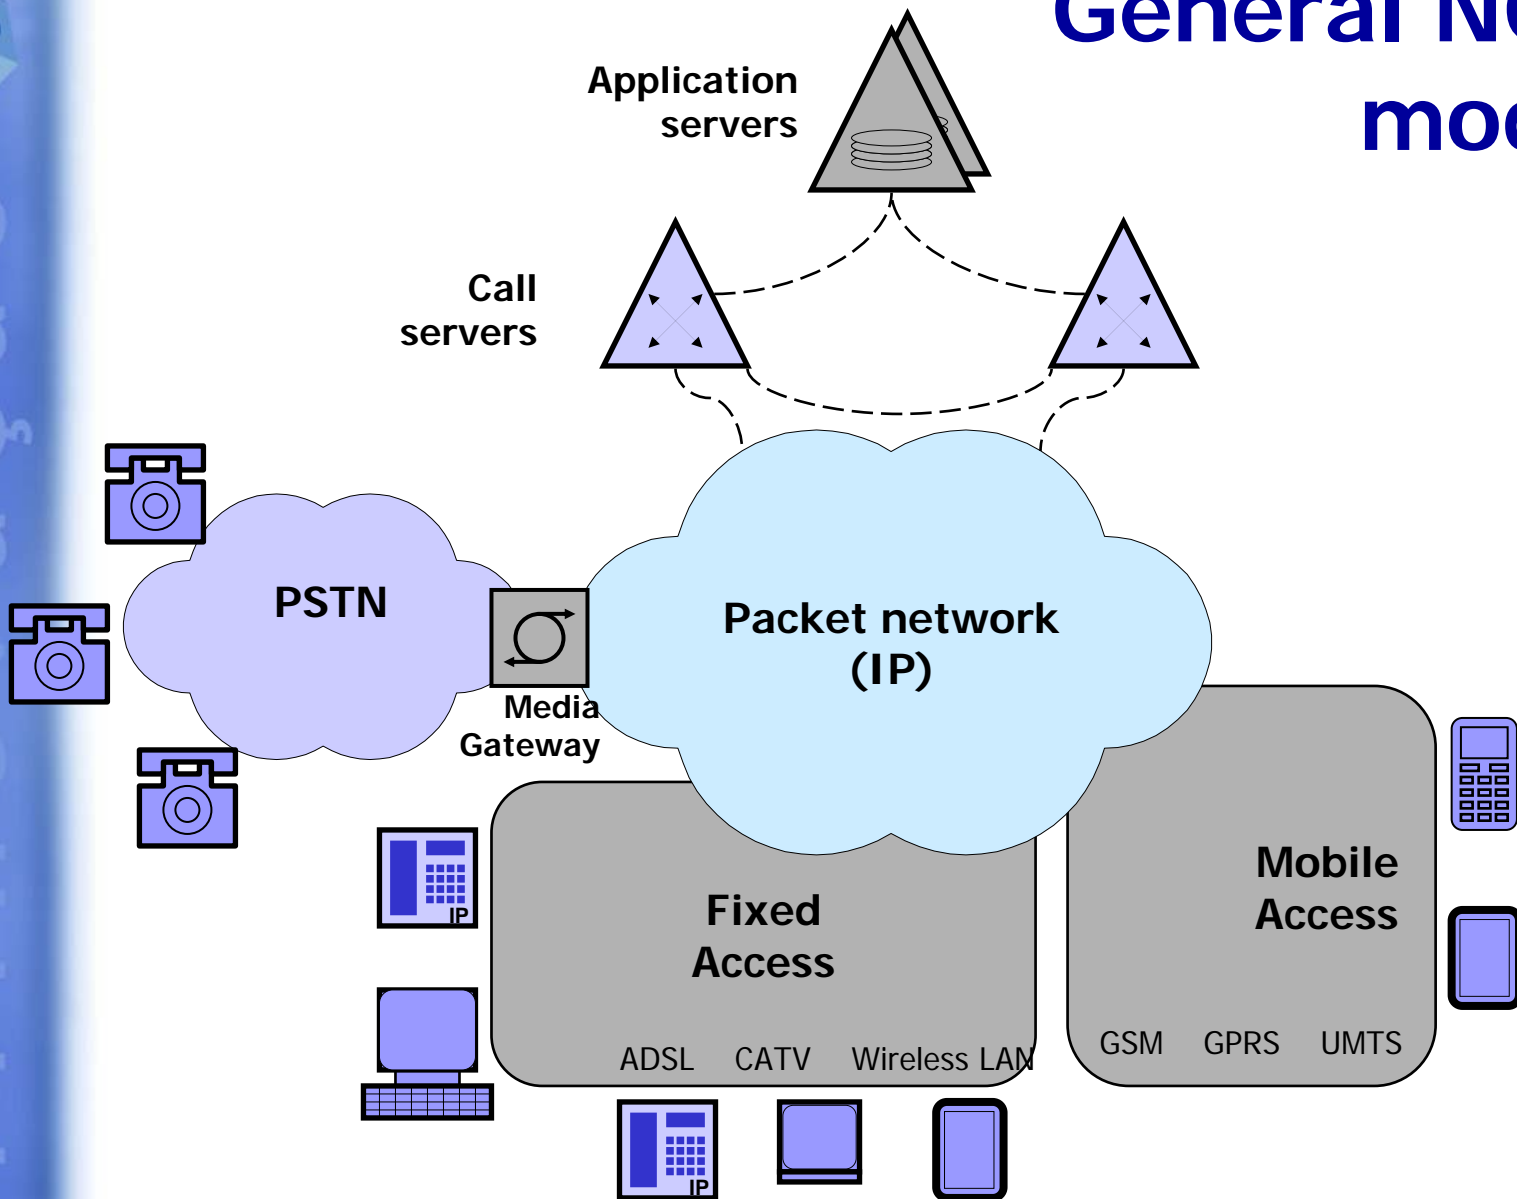 General
Application
servers
Call
servers
PSTN
Packet network
(IP)
Media
Gateway
Mobile
Access
IP
Fixed
Access
GSM GPRS UMTS
ADSL CATV Wireless LAN
IP